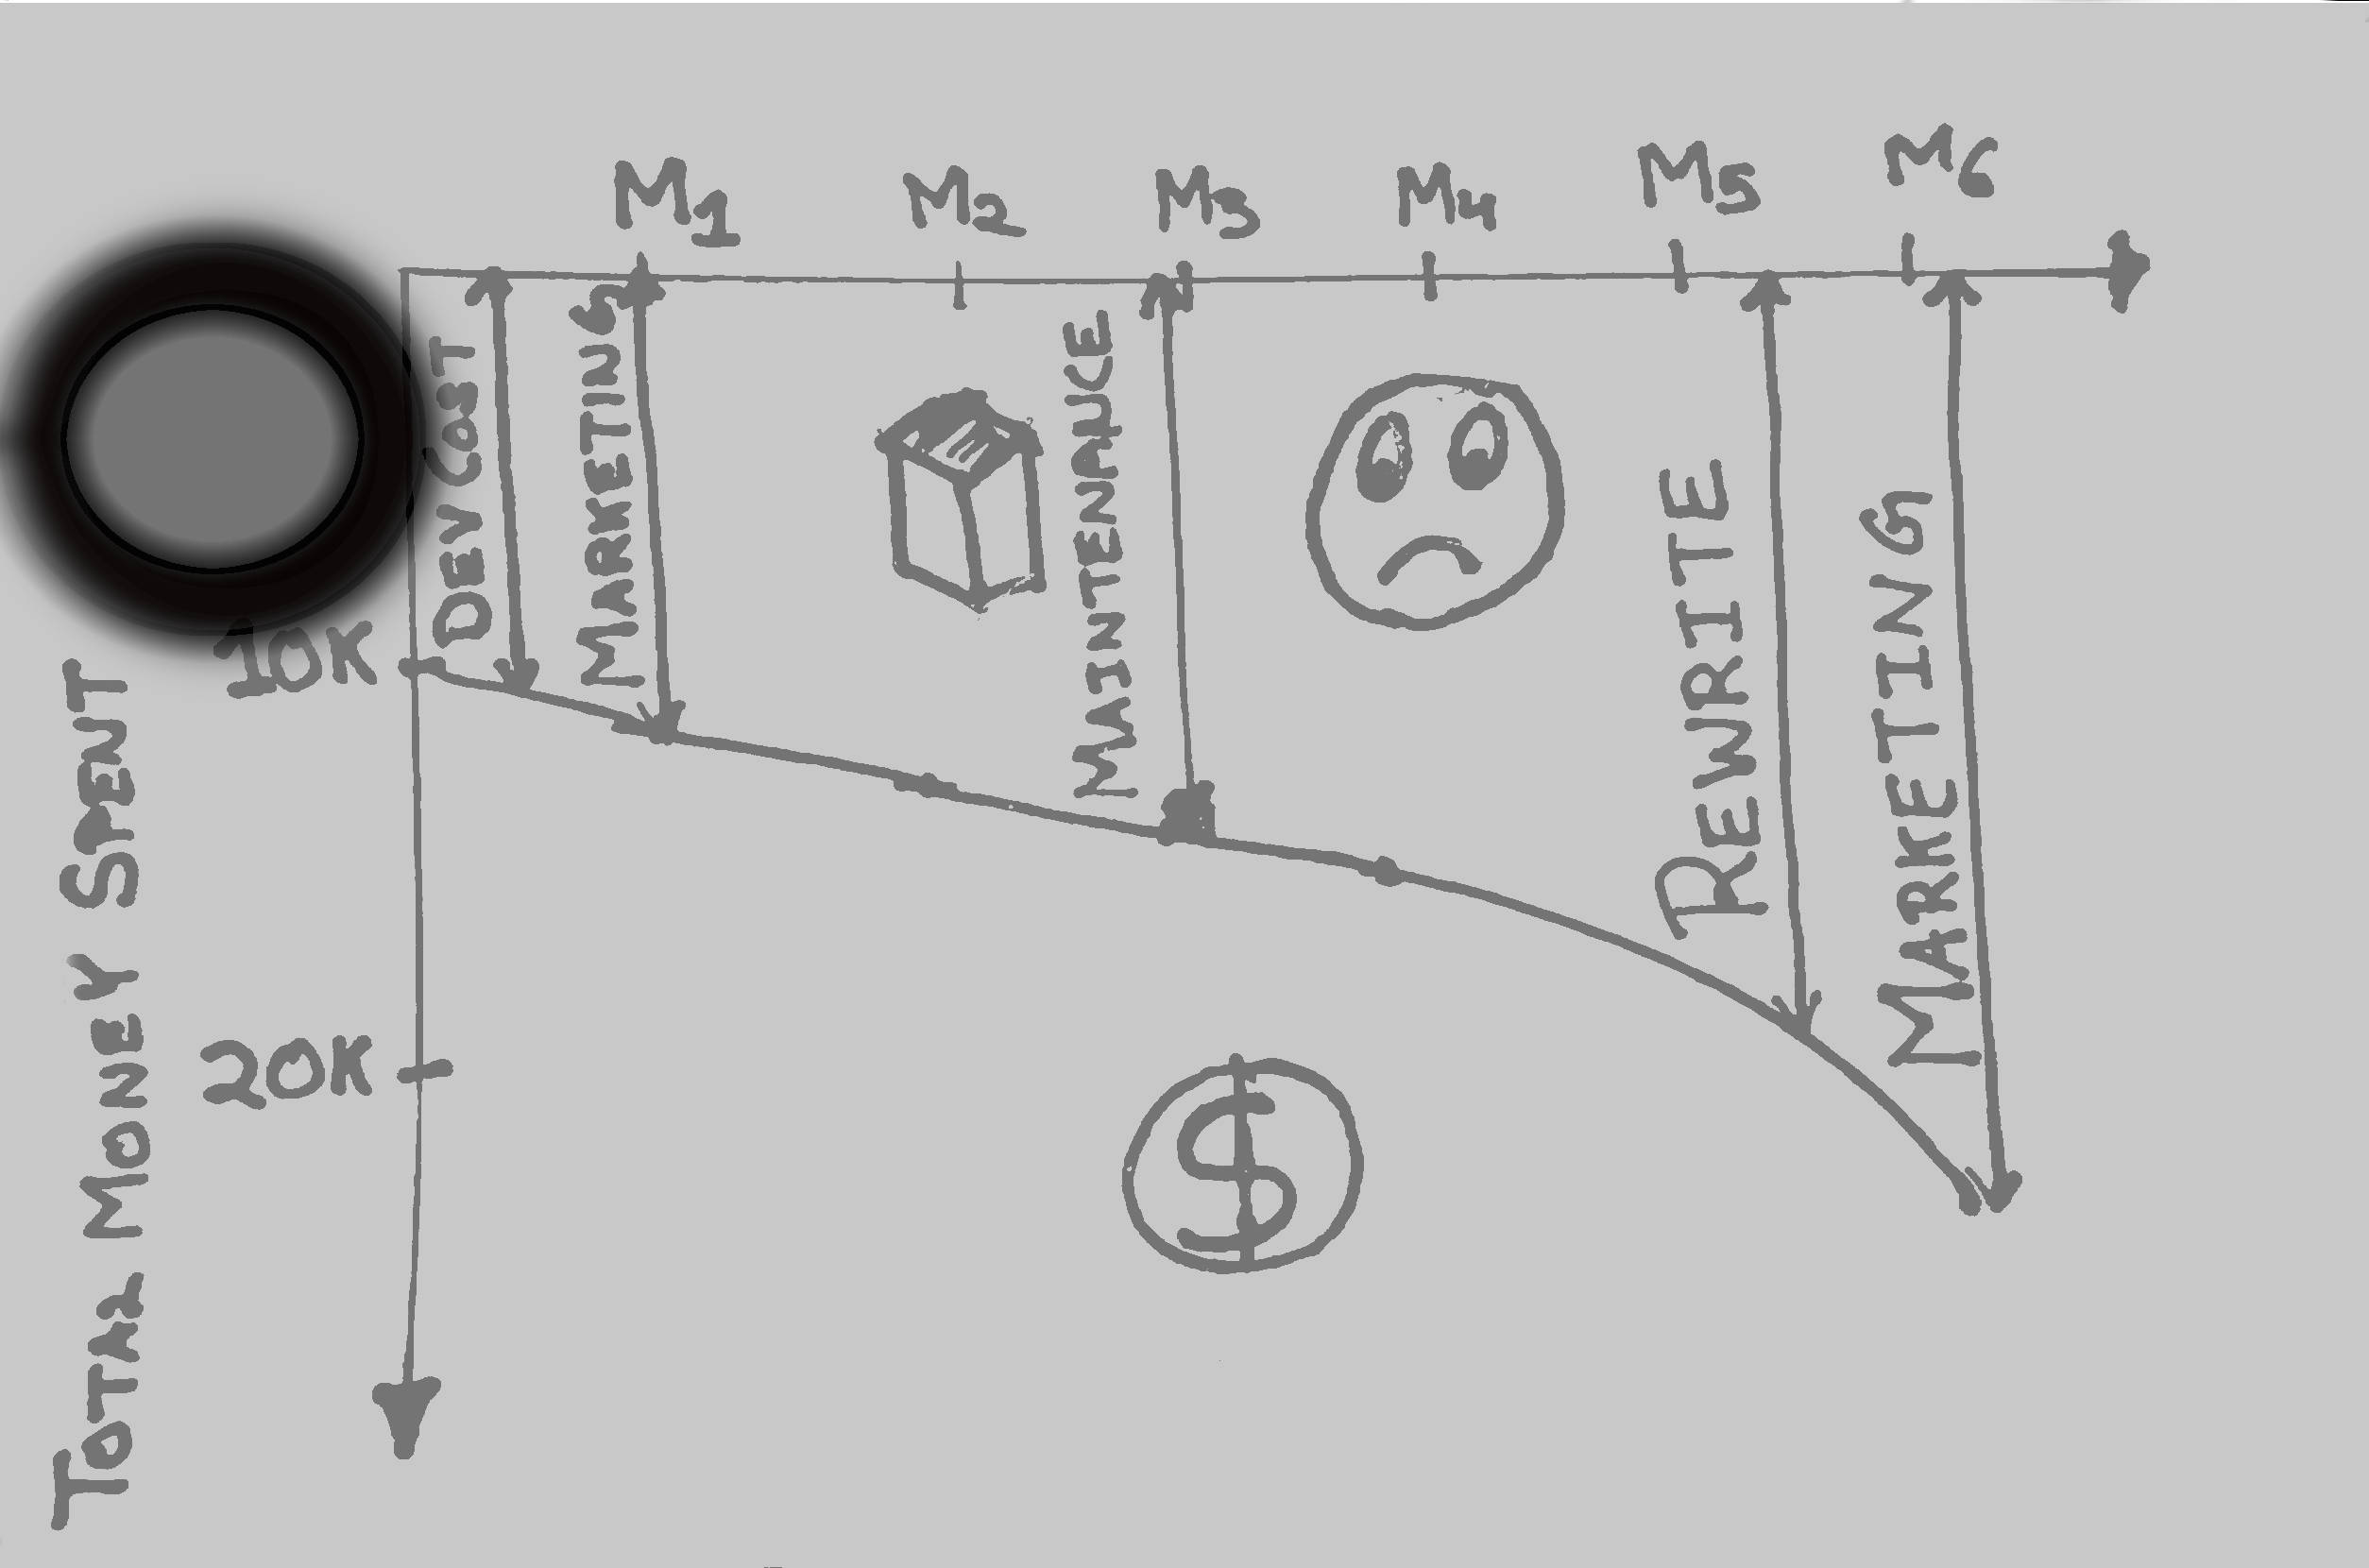 M1 M2 M3 M4 M5 M6
DEV COST
MARKETING
MAINTENANCE
REWRITE
MARKETING
10K
20K
TOTAL MONEY SPENT
$